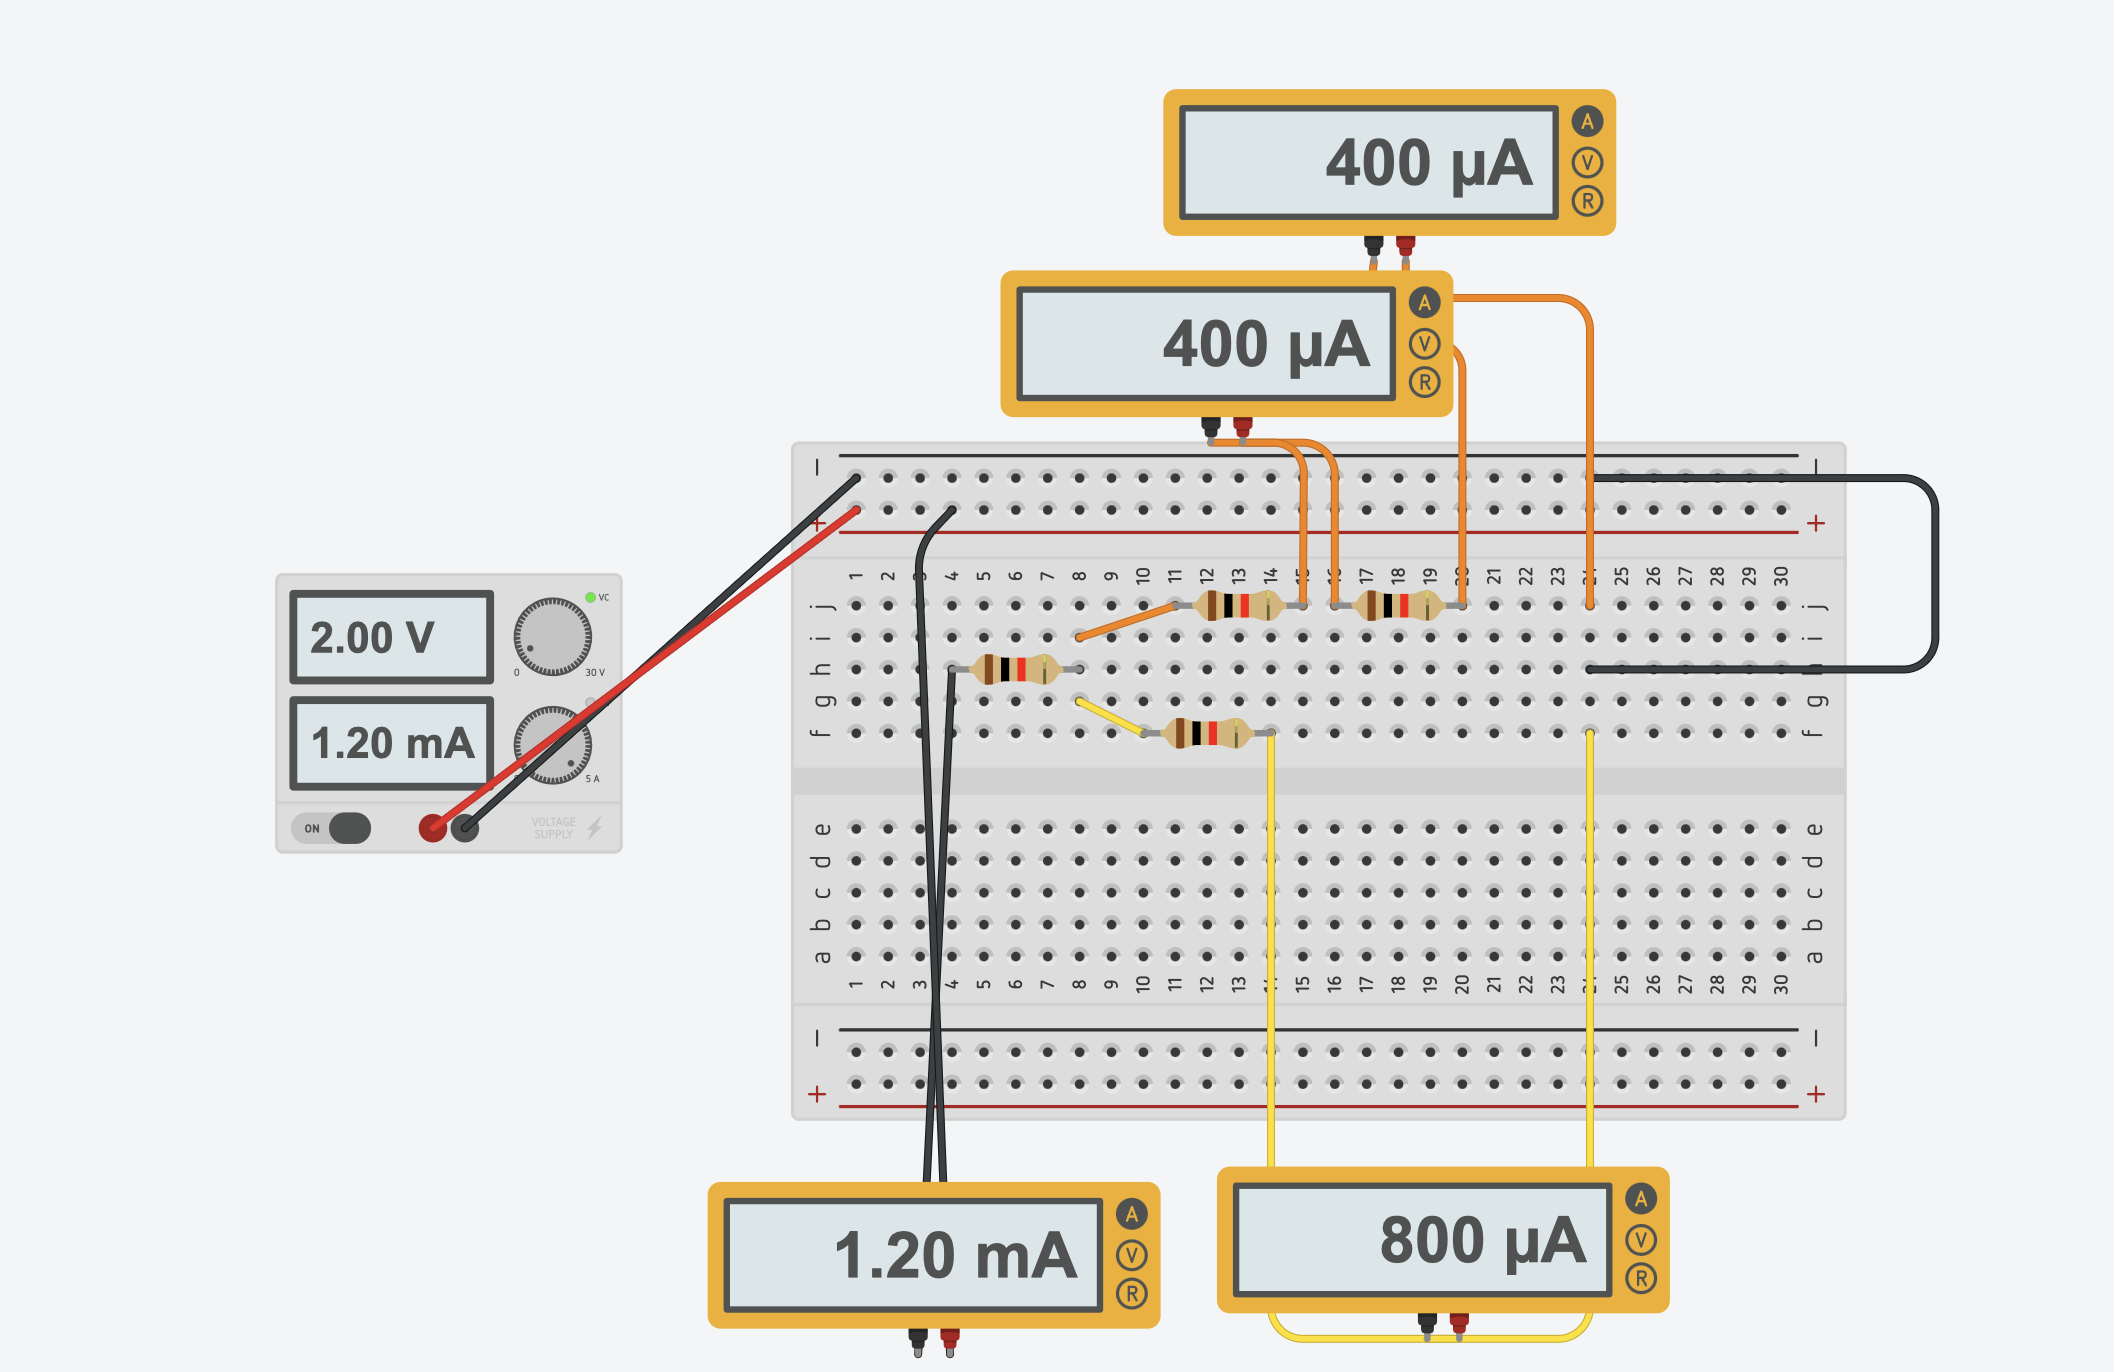 400 µA
A
V
R
400 µA
A
V
R
− −
+ +
1 2 3 4 5 6 7 8 9 10 11 12 13 14 15 16 17 18 19 20 21 22 23 24 25 26 27 28 29 30
j j
i i
h h
g g
f f
2.00 V
VC
0 30 V
1.20 mA
5 A
ON
VOLTAGE
SUPPLY
e e
d d
c c
b b
a a
1 2 3 4 5 6 7 8 9 10 11 12 13 14 15 16 17 18 19 20 21 22 23 24 25 26 27 28 29 30
− −
+ +
1.20 mA
A
V
R
800 µA
A
V
R